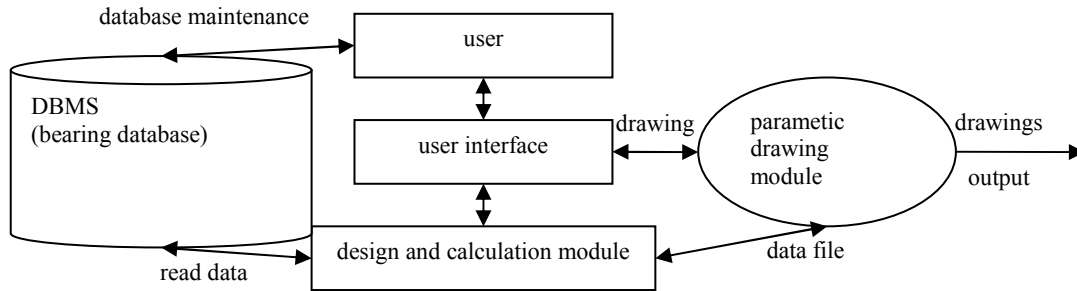 database maintenance
user
DBMS
(bearing database)
user interface
drawing
parametic
drawing
module
drawings
output
design and calculation module
read data
data file